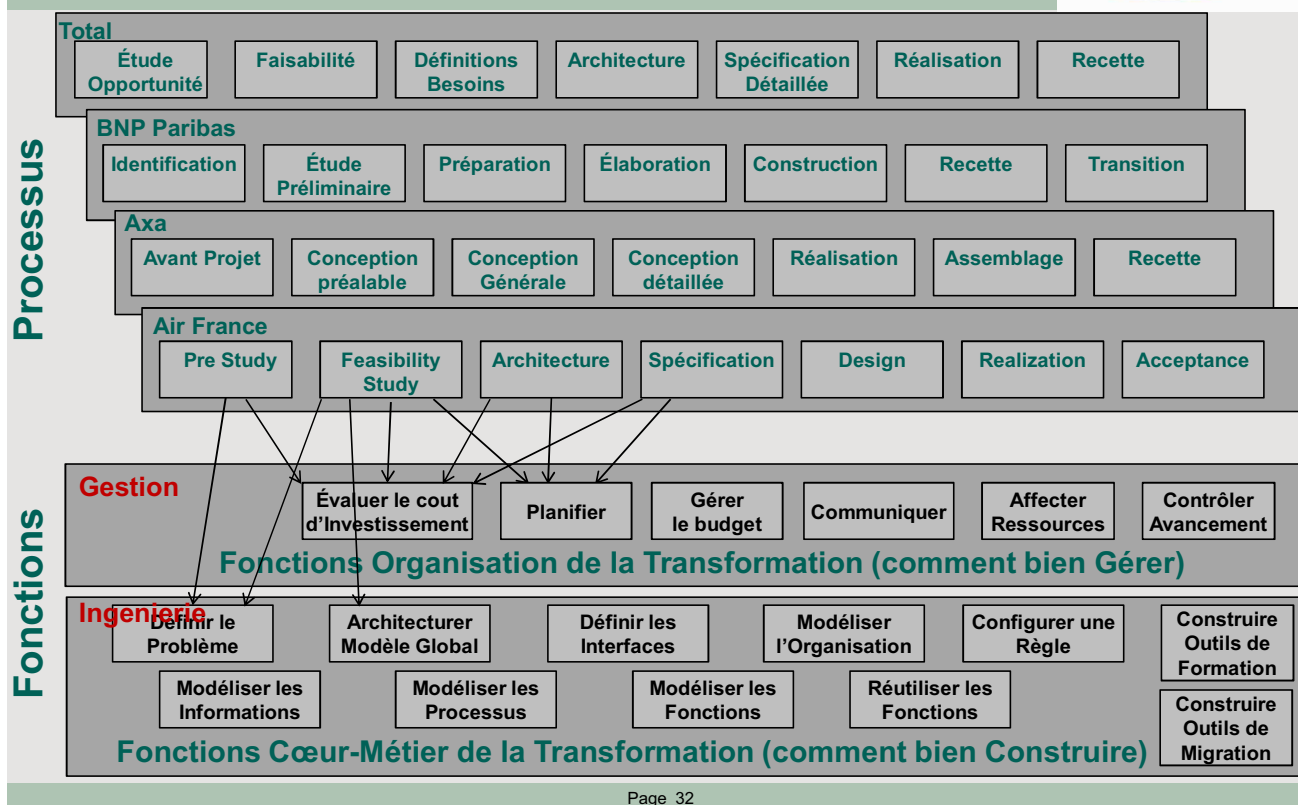 Processus
Total
Étude
Opportunité
Faisabilité
Définitions
Besoins
Architecture
Spécification
Détaillée
Réalisation
Recette
BNP Paribas
Identification
Étude
Préliminaire
Préparation
Élaboration
Construction
Recette
Transition
Axa
Avant Projet
Conception
préalable
Conception
Générale
Conception
détaillée
Réalisation
Assemblage
Recette
Air France
Pre Study
Feasibility
Study
Architecture
Spécification
Design
Realization
Acceptance
Fonctions
Gestion
Évaluer le cout
d'Investissement
Planifier
Gérer
le budget
Communiquer
Affecter
Ressources
Contrôler
Avancement
Fonctions Organisation de la Transformation (comment bien Gérer)
Ingenierie
Définir le
Problème
Architecturer
Modèle Global
Définir les
Interfaces
Modéliser
l'Organisation
Configurer une
Règle
Construire
Outils de
Formation
Modéliser les
Informations
Modéliser les
Processus
Modéliser les
Fonctions
Réutiliser les
Fonctions
Construire
Outils de
Migration
Fonctions Cœur-Métier de la Transformation (comment bien Construire)
Page 32